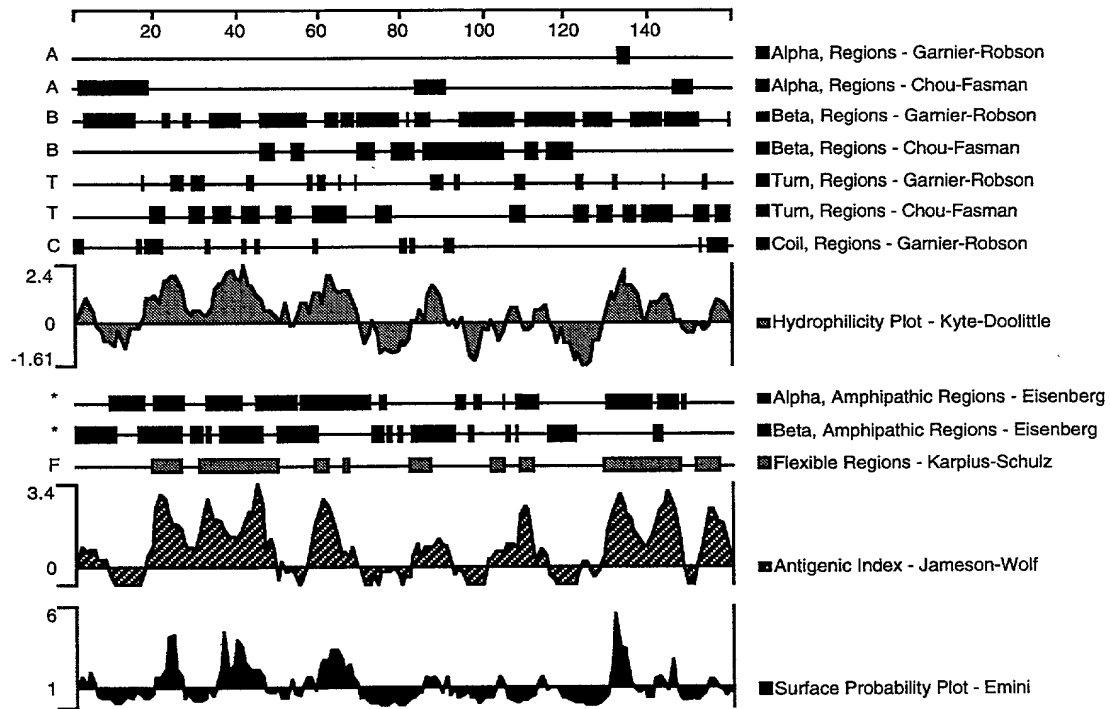 20 40 60 80 100 120 140
A Alpha, Regions - Garnier-Robson
A Alpha, Regions - Chou-Fasman
B Beta, Regions - Garnier-Robson
B Beta, Regions - Chou-Fasman
T Turn, Regions - Garnier-Robson
T Turn, Regions - Chou-Fasman
C Coil, Regions - Garnier-Robson
2.4
0 Hydrophilicity Plot - Kyte-Doolittle
-1.61
* Alpha, Amphipathic Regions - Eisenberg
* Beta, Amphipathic Regions - Eisenberg
F Flexible Regions - Karplus-Schulz
3.4
0 Antigenic Index - Jameson-Wolf
6
1 Surface Probability Plot - Emini